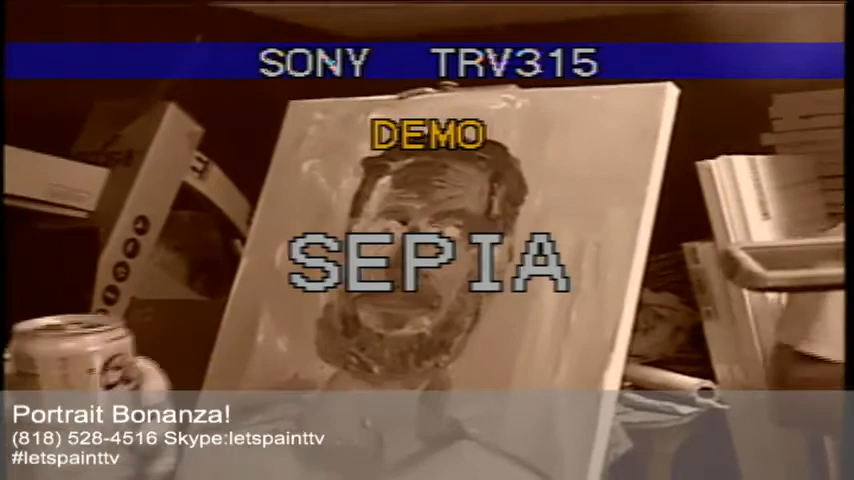 SONY TRV315
DEMO
SEPIA
Portrait Bonanza!
(818) 528-4516 Skype:letspainttv
#letspainttv